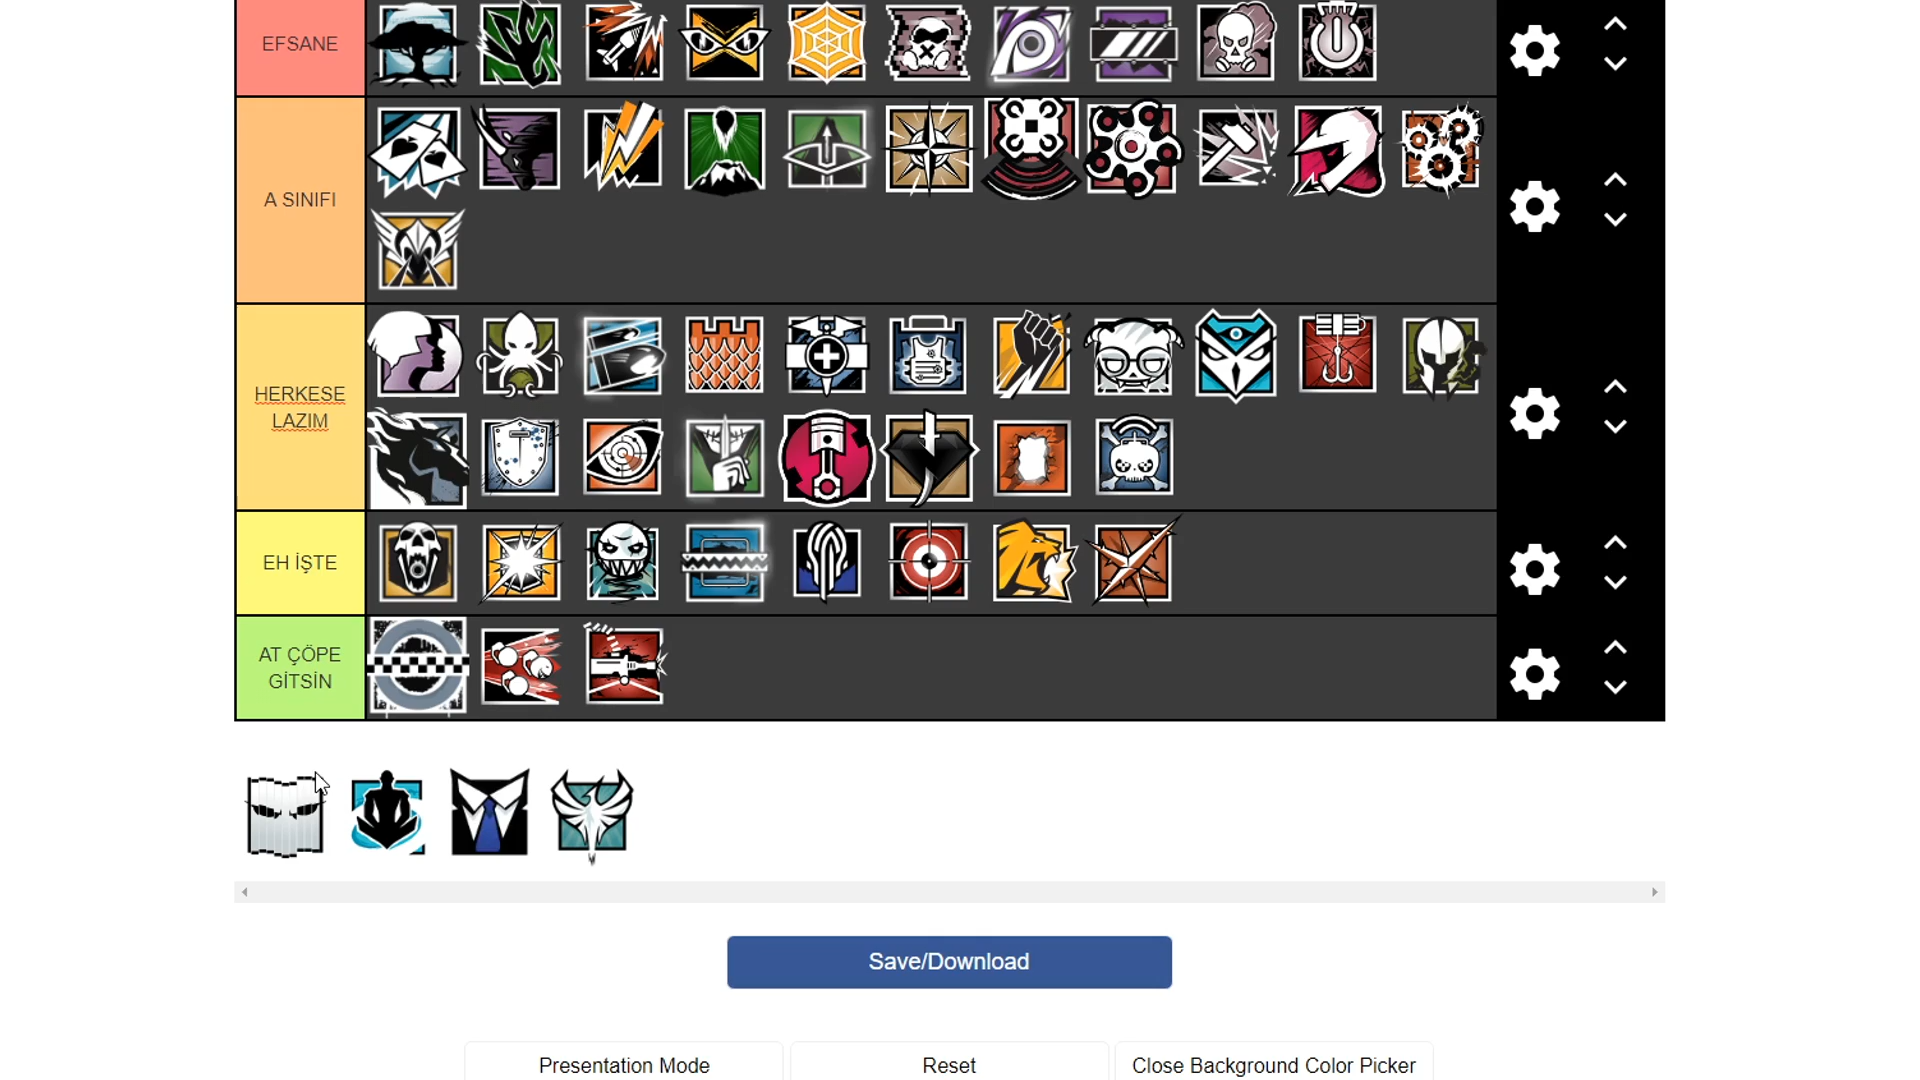 EFSANE
A SINIFI
HERKESE
LAZIM
EH İŞTE
AT ÇÖPE
GİTSİN
Save/Download
Presentation Mode
Reset
Close Background Color Picker